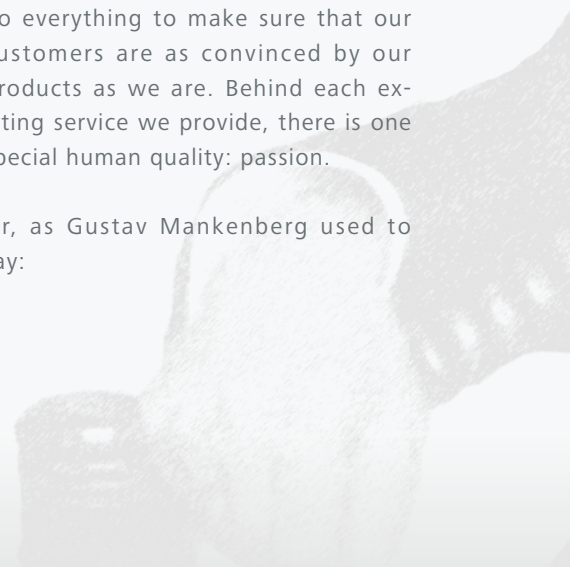 o everything to make sure that our
ustomers are as convinced by our
roducts as we are. Behind each ex-
ting service we provide, there is one
pecial human quality: passion.
r, as Gustav Mankenberg used to
ay: